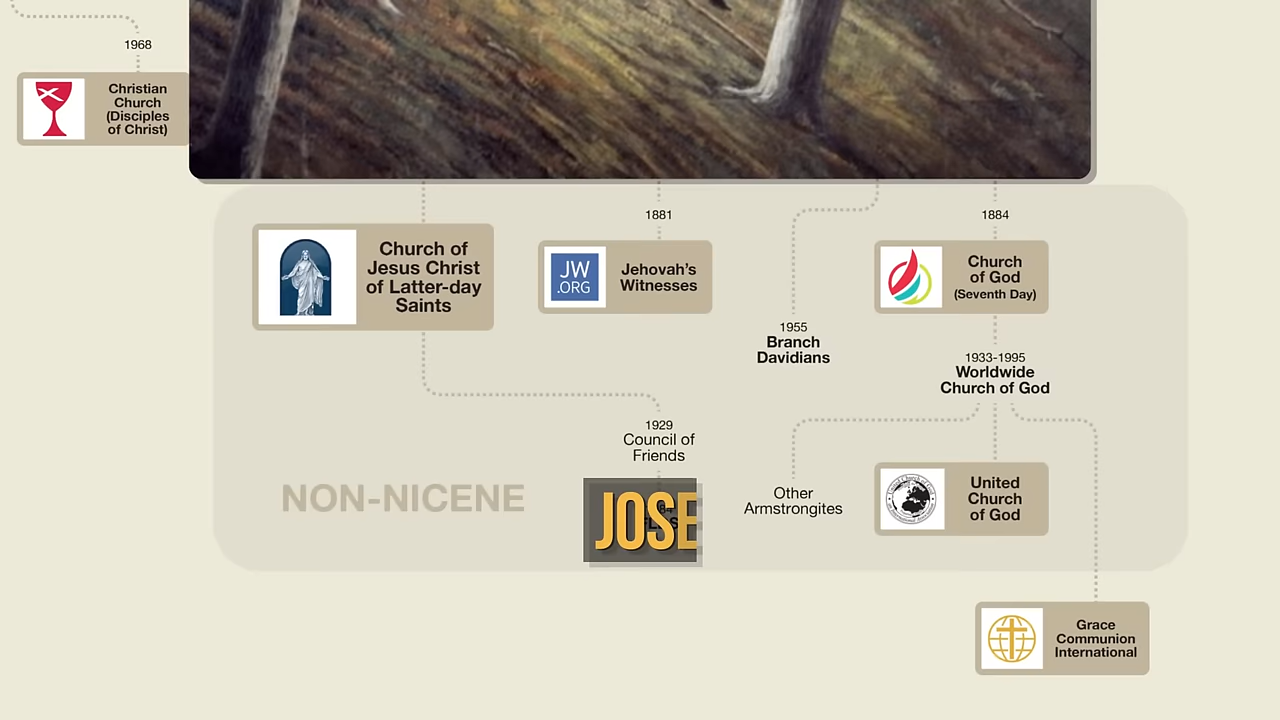 1968
Christian
Church
(Disciples
of Christ)
1881
1884
Church of
Jesus Christ
of Latter-day
Saints
JW
.ORG
Jehovah's
Witnesses
Church
of God
(Seventh Day)
1955
Branch
Davidians
1933-1995
Worldwide
Church of God
1929
Council of
Friends
NON-NICENE
JOSE
Other
Armstrongites
United
Church
of God
Grace
Communion
International